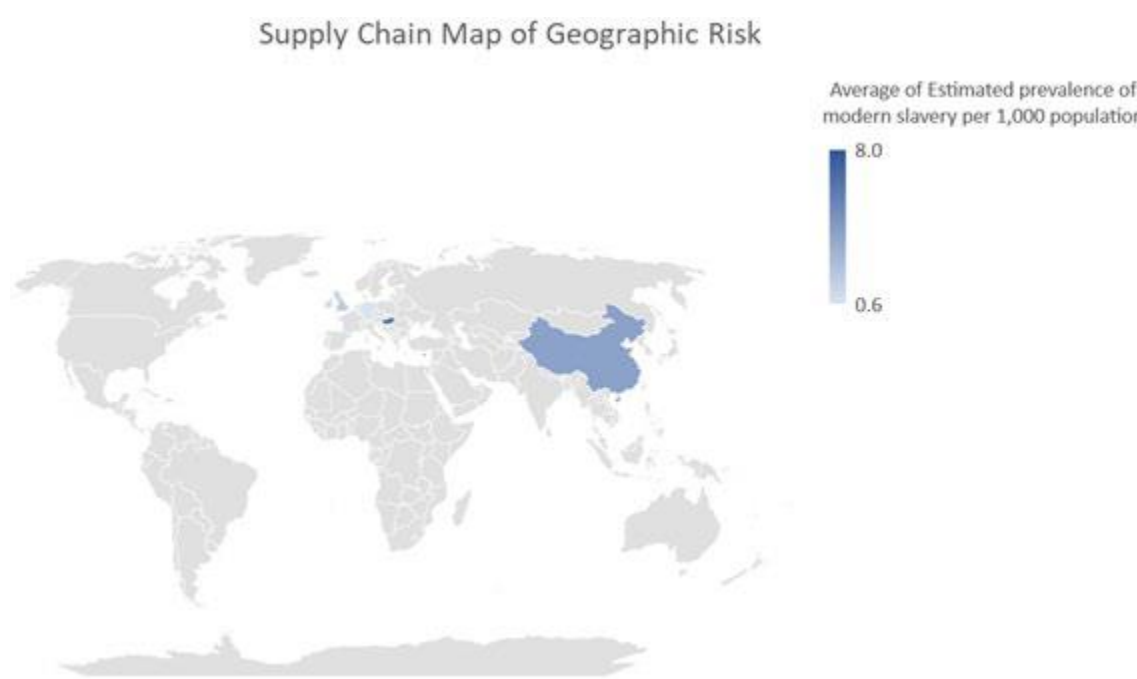 Supply Chain Map of Geographic Risk
Average of Estimated prevalence of
modern slavery per 1,000 population
8.0
0.6